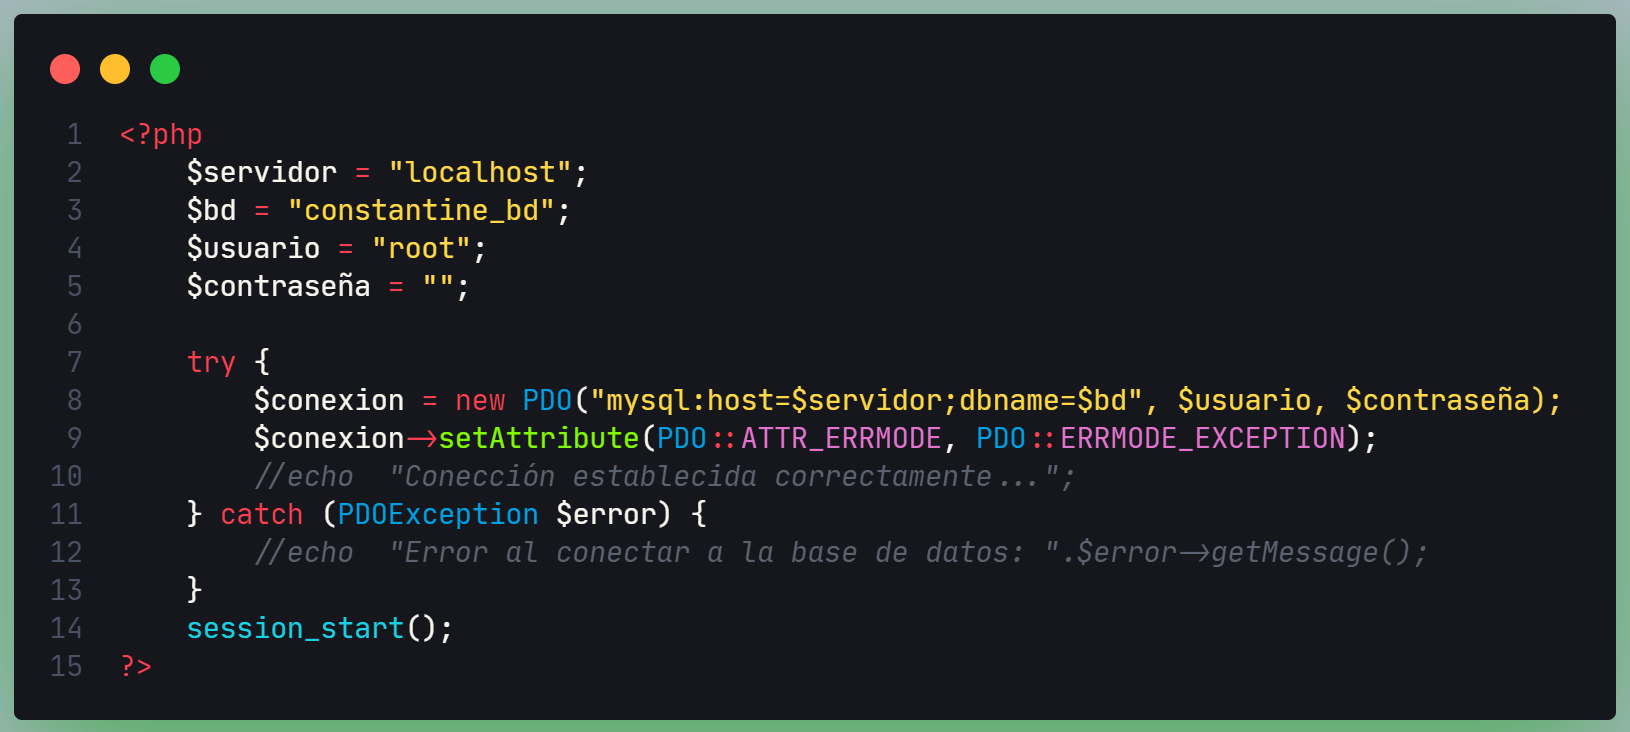 1 <?php
2 $servidor = "localhost";
3 $bd = "constantine_bd";
4 $usuario = "root";
5 $contraseña = "";
6
7 try {
8 $conexion = new PDO("mysql:host=$servidor;dbname=$bd", $usuario, $contraseña);
9 $conexion->setAttribute(PDO::ATTR_ERRMODE, PDO::ERRMODE_EXCEPTION);
10 //echo "Conección establecida correctamente...";
11 } catch (PDOException $error) {
12 //echo "Error al conectar a la base de datos: ".$error->getMessage();
13 }
14 session_start();
15 ?>